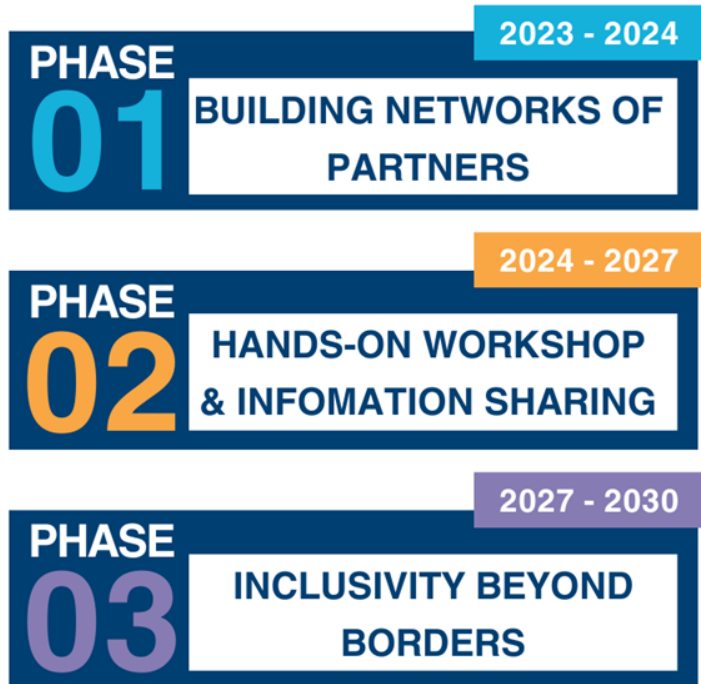 2023 - 2024
PHASE
01
BUILDING NETWORKS OF
PARTNERS
2024 - 2027
PHASE
02
HANDS-ON WORKSHOP
& INFOMATION SHARING
2027 - 2030
PHASE
03
INCLUSIVITY BEYOND
BORDERS